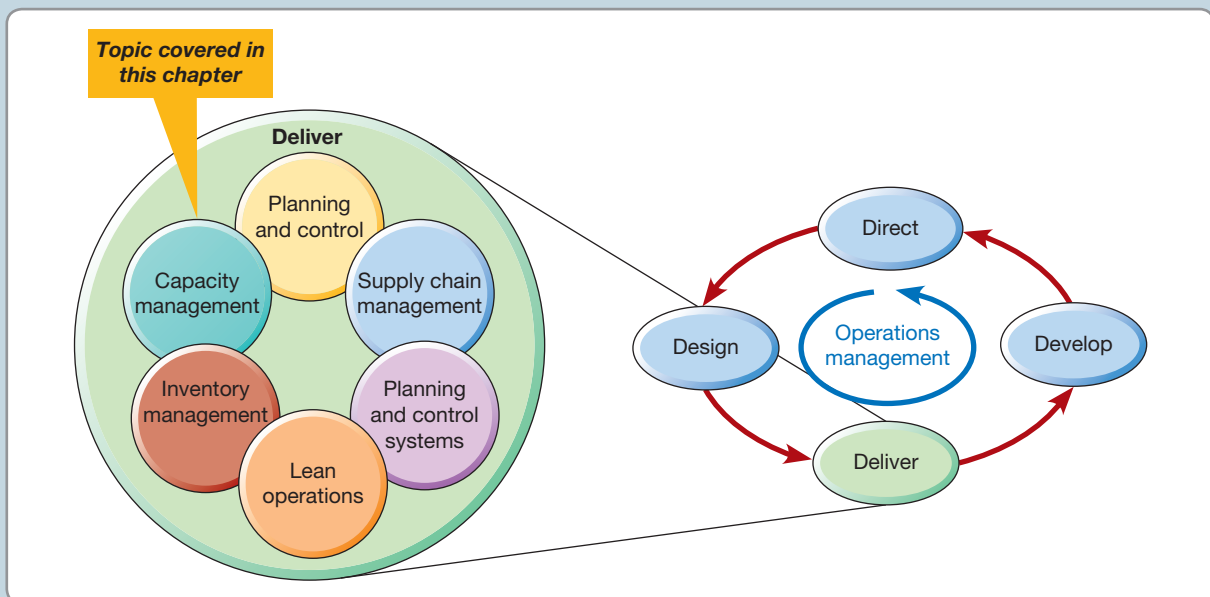 Topic covered in
this chapter
Deliver
Planning
and control
Capacity
management
Supply chain
management
Inventory
management
Planning
and control
systems
Lean
operations
Direct
Design
Operations
management
Develop
Deliver